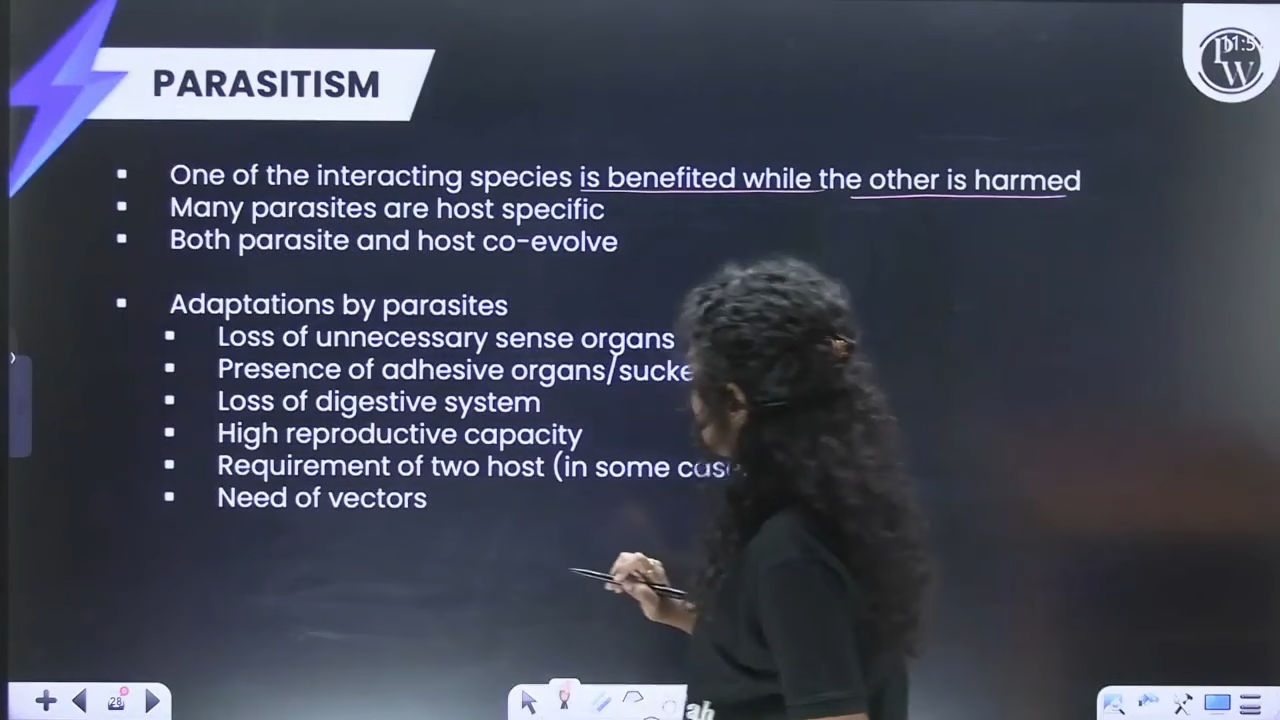 PARASITISM
One of the interacting species is benefited while the other is harmed
Many parasites are host specific
Both parasite and host co-evolve
Adaptations by parasites
Loss of unnecessary sense organs
Presence of adhesive organs/sucke
Loss of digestive system
High reproductive capacity
Requirement of two host (in some cas
Need of vectors
28
ah